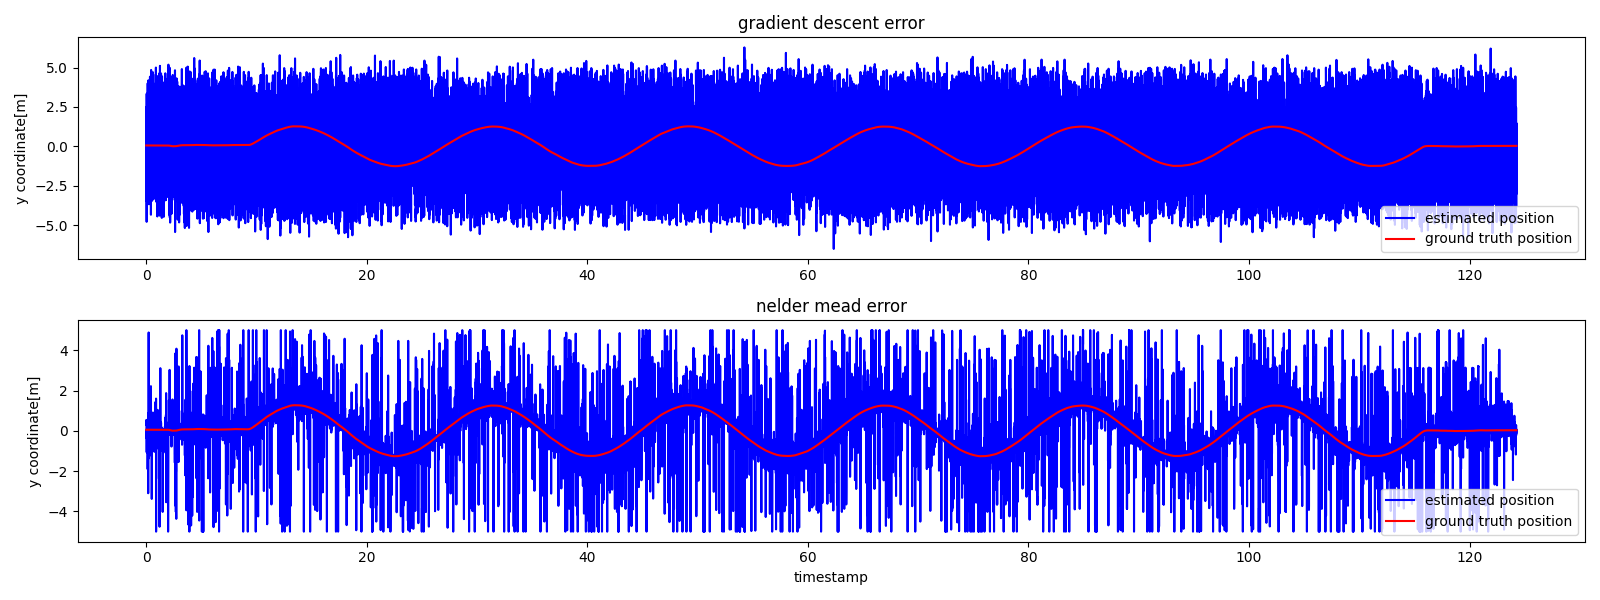 gradient descent error
5.0
2.5
0.0
−2.5
−5.0
y coordinate[m]
estimated position
ground truth position
0
20
40
60
80
100
120
nelder mead error
4
2
0
−2
−4
y coordinate[m]
estimated position
ground truth position
0
20
40
60
80
100
120
timestamp